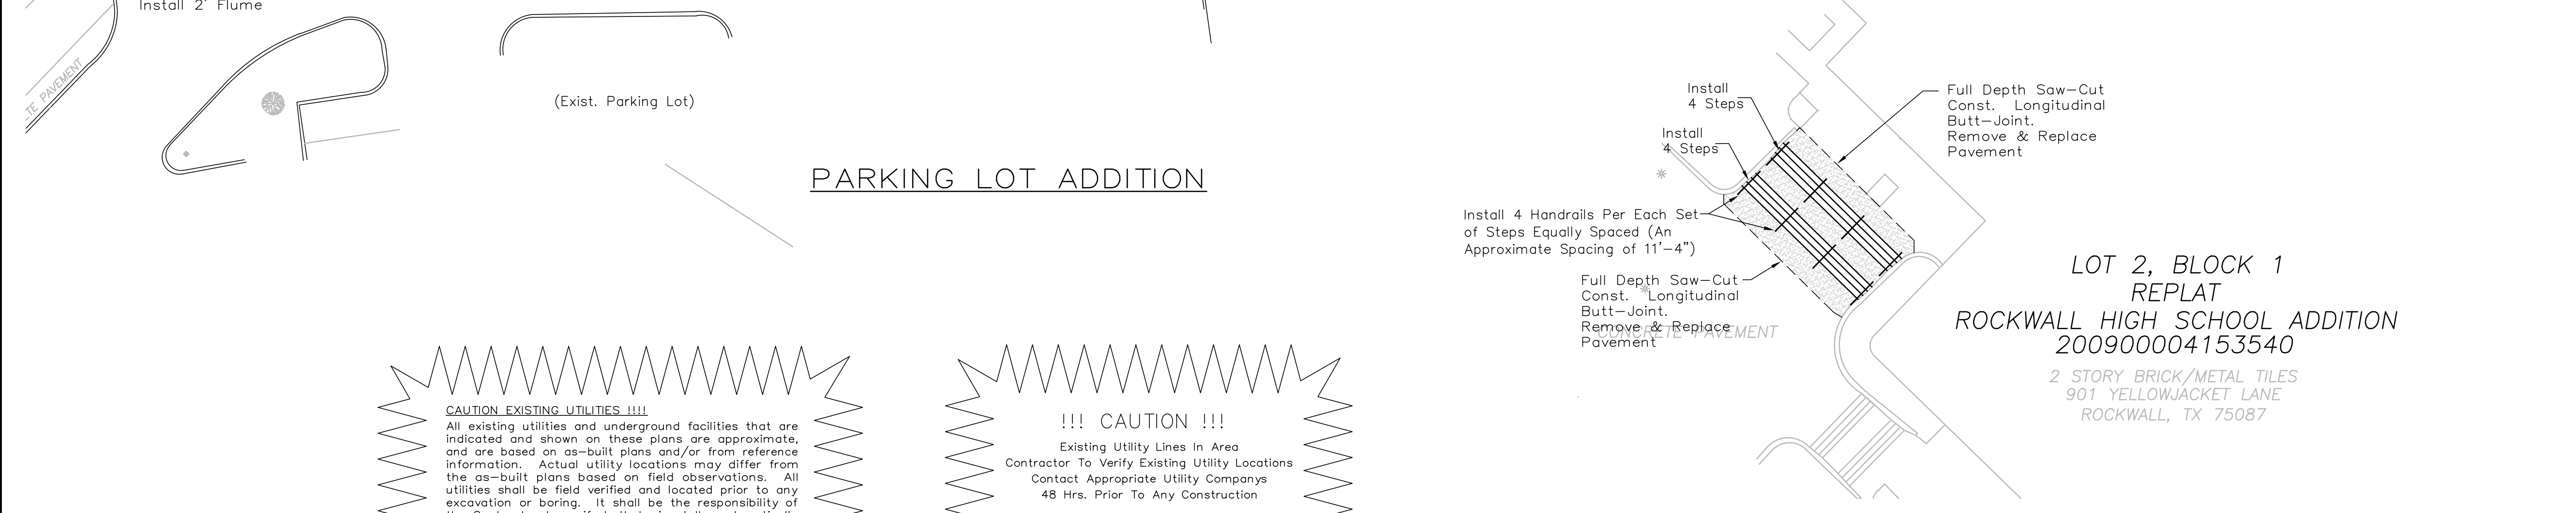 Install 2' Flume
PAVEMENT
(Exist. Parking Lot)
PARKING LOT ADDITION
Install
4 Steps
Install
4 Steps
Full Depth Saw-Cut
Const. Longitudinal
Butt-Joint.
Remove & Replace
Pavement
Install 4 Handrails Per Each Set
of Steps Equally Spaced (An
Approximate Spacing of 11'-4")
Full Depth Saw-Cut
Const. Longitudinal
Butt-Joint.
Remove & Replace
Pavement
CONCRETE PAVEMENT
LOT 2, BLOCK 1
REPLAT
ROCKWALL HIGH SCHOOL ADDITION
200900004153540
2 STORY BRICK/METAL TILES
901 YELLOWJACKET LANE
ROCKWALL, TX 75087
CAUTION EXISTING UTILITIES !!!!
All existing utilities and underground facilities that are
indicated and shown on these plans are approximate,
and are based on as-built plans and/or from reference
information. Actual utility locations may differ from
the as-built plans based on field observations. All
utilities shall be field verified and located prior to any
excavation or boring. It shall be the responsibility of
!!! CAUTION !!!
Existing Utility Lines In Area
Contractor To Verify Existing Utility Locations
Contact Appropriate Utility Companys
48 Hrs. Prior To Any Construction